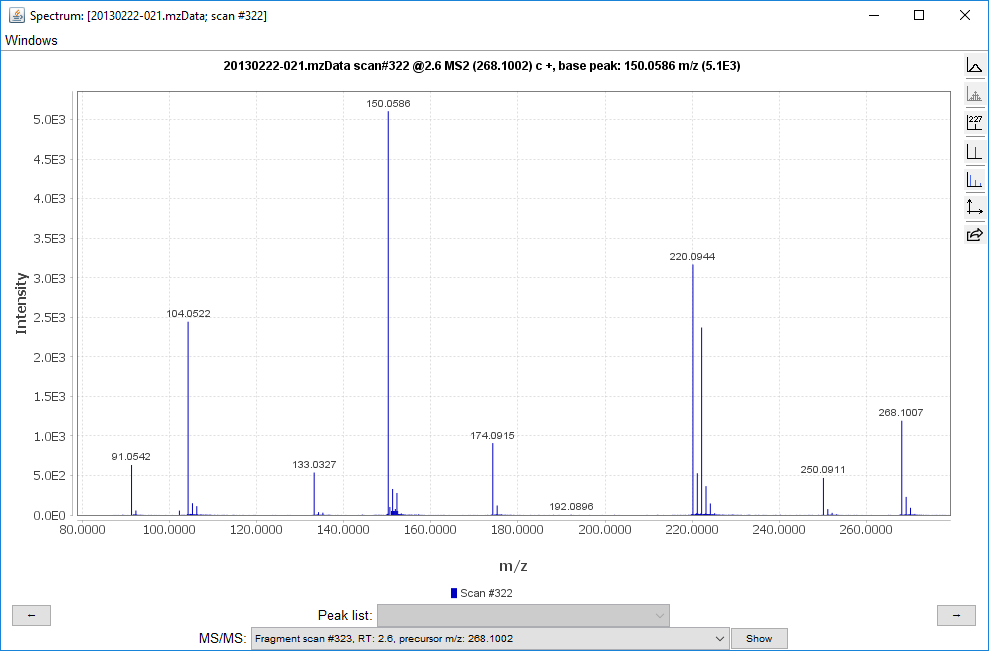 Spectrum: [20130222-021.mzData; scan #322]
Windows
20130222-021.mzData scan#322 @2.6 MS2 (268.1002) c +, base peak: 150.0586 m/z (5.1E3)
150.0586
5.0E3
227
4.5E3
4.0E3
3.5E3
220.0944
3.0E3
Intensity
104.0522
2.5E3
2.0E3
1.5E3
268.1007
1.0E3
174.0915
91.0542
133.0327
250.0911
5.0E2
192.0896
0.0E0
80.0000 100.0000 120.0000 140.0000 160.0000 180.0000 200.0000 220.0000 240.0000 260.0000
m/z
Scan #322
← Peak list: →
MS/MS: Fragment scan #323, RT: 2.6, precursor m/z: 268.1002 Show